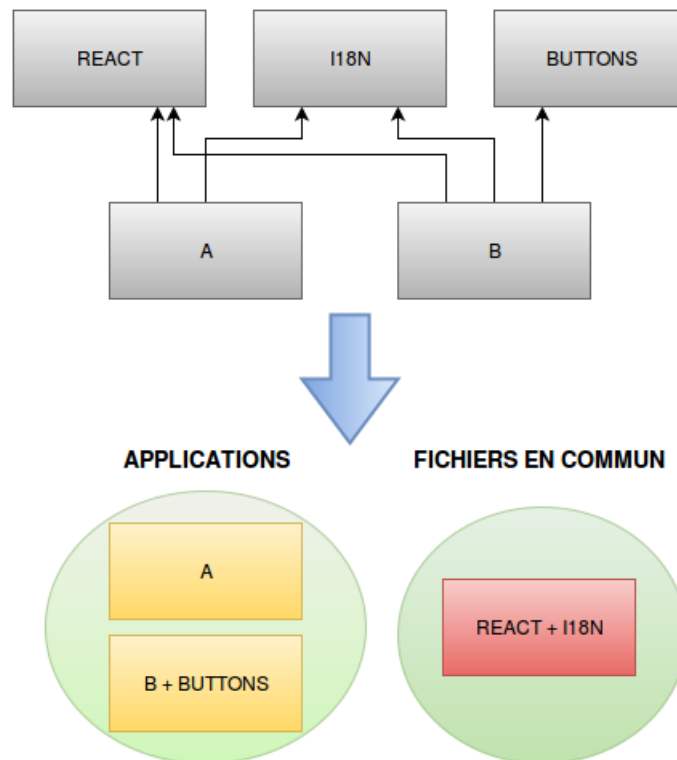 REACT
I18N
BUTTONS
A
B
APPLICATIONS
FICHIERS EN COMMUN
A
REACT + I18N
B + BUTTONS